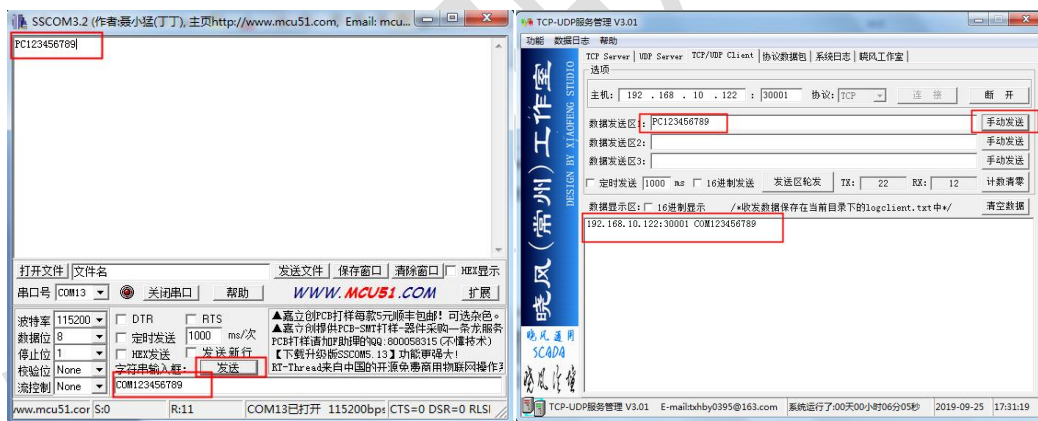 SSCOM3.2 (作者:聂小猛(丁丁), 主页http://www.mcu51.com, Email: mcu...
PC123456789
打开文件 文件名 发送文件 保存窗口 清除窗口 HEX显示
串口号 COM13 关闭串口 帮助 WWW.MCU51.COM 扩展
波特率 115200 DTR RTS
数据位 8 定时发送 1000 ms/次
停止位 1 HEX发送 发送新行
校验位 None 字符串输入框: 发送
流控制 None COM123456789
▲嘉立创PCB打样每款5元顺丰包邮! 可选杂色。
▲嘉立创提供PCB-SMT打样-器件采购一条龙服务
【下载升级版SSCOM5.13】功能更强大!
RT-Thread来自中国的开源免费商用物联网操作系
www.mcu51.cor S:0 R:11 COM13已打开 115200bps CTS=0 DSR=0 RLSI
TCP-UDP服务管理 V3.01
功能 数据日志 帮助
TCP Server UDP Server TCP/UDP Client 协议数据包 系统日志 晓风工作室
选项
主机: 192 . 168 . 10 . 122 : 30001 协议: TCP 连 接 断 开
数据发送区1: PC123456789 手动发送
数据发送区2: 手动发送
数据发送区3: 手动发送
定时发送 1000 ms 16进制发送 发送区轮发 TX: 22 RX: 12 计数清零
数据显示区: 16进制显示 /*收发数据保存在当前目录下的logclient.txt中*/ 清空数据
192.168.10.122:30001 COM123456789
晓风(常州)工作室
DESIGN BY XIAOFENG STUDIO
晓风通用
SCADA
TCP-UDP服务管理 V3.01 E-mail:txhby0395@163.com 系统运行了:00天00小时06分05秒 2019-09-25 17:31:19